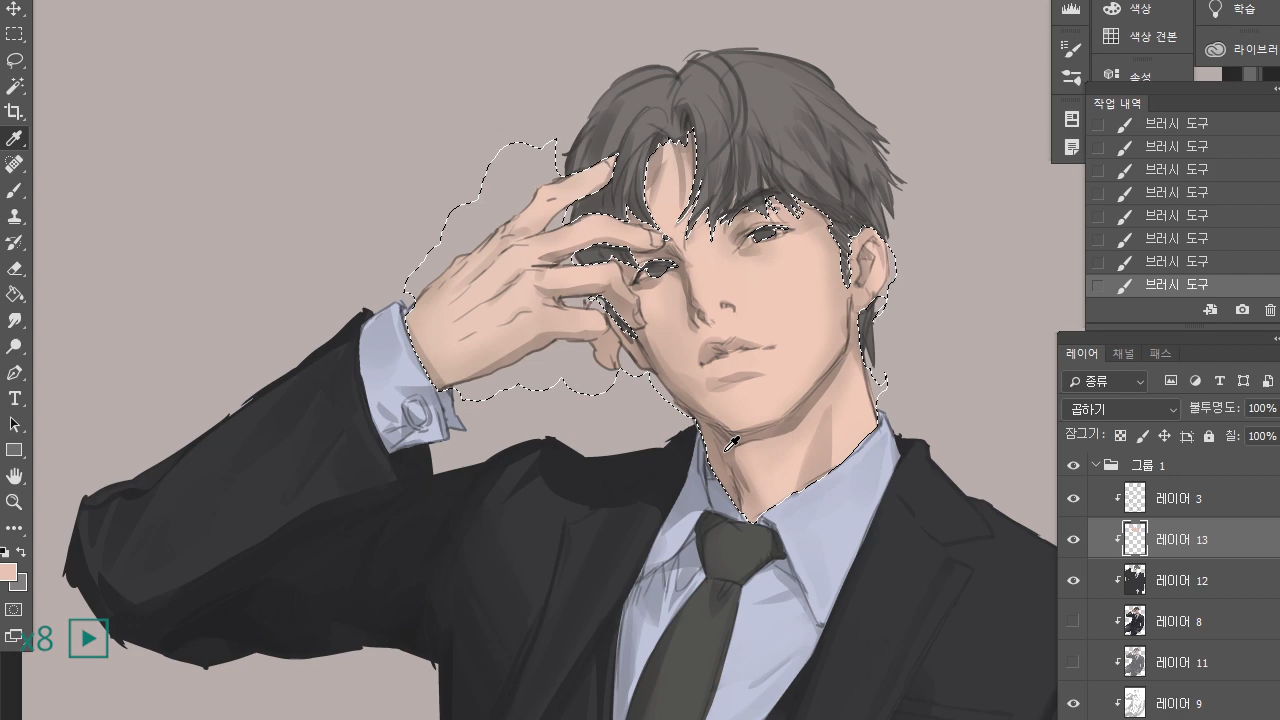 색상
학습
색상 견본
라이브러
속성
작업 내역
브러시 도구
브러시 도구
브러시 도구
브러시 도구
브러시 도구
브러시 도구
브러시 도구
브러시 도구
레이어 채널 패스
종류
곱하기 불투명도: 100%
잠그기: 칠: 100%
그룹 1
레이어 3
레이어 13
레이어 12
레이어 8
레이어 11
레이어 9
x8